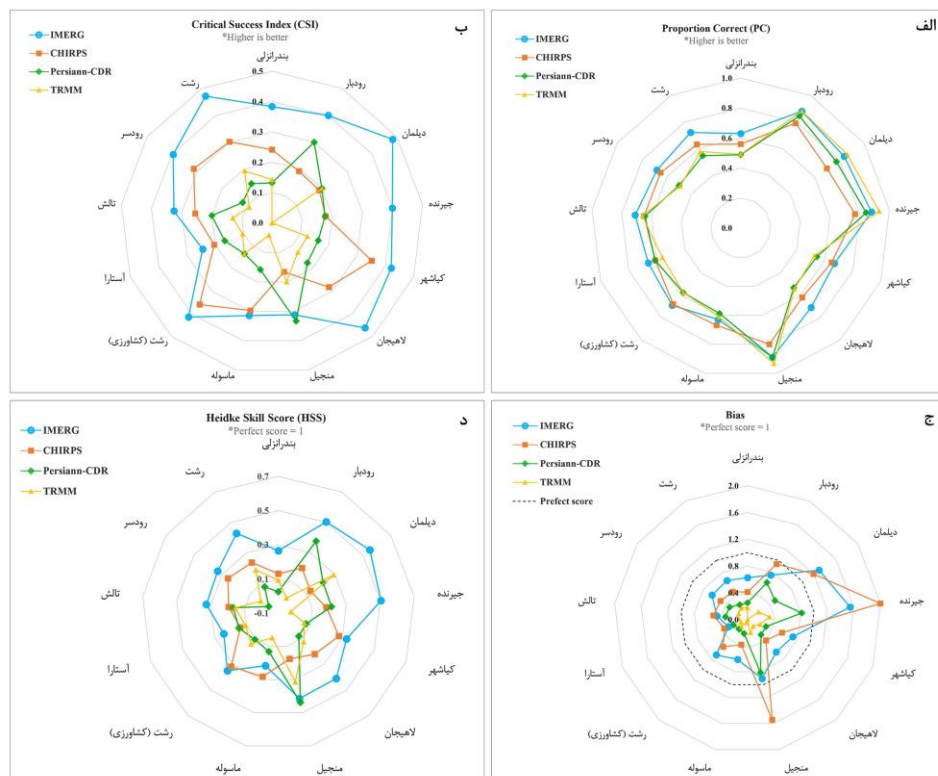 الف
Proportion Correct (PC)
*Higher is better
IMERG
CHIRPS
Persiann-CDR
TRMM
بندرانزلی
رودبار
دیلمان
جیرنده
کیاشهر
لاهیجان
منجیل
ماسوله
رشت (کشاورزی)
آستارا
تالش
رودسر
رشت
1.0
0.8
0.6
0.4
0.2
0.0
ب
Critical Success Index (CSI)
*Higher is better
IMERG
CHIRPS
Persiann-CDR
TRMM
بندرانزلی
رودبار
دیلمان
جیرنده
کیاشهر
لاهیجان
منجیل
ماسوله
رشت (کشاورزی)
آستارا
تالش
رودسر
رشت
0.5
0.4
0.3
0.2
0.1
0.0
ج
Bias
*Perfect score = 1
IMERG
CHIRPS
Persiann-CDR
TRMM
Prefect score
بندرانزلی
رودبار
دیلمان
جیرنده
کیاشهر
لاهیجان
منجیل
ماسوله
رشت (کشاورزی)
آستارا
تالش
رودسر
رشت
2.0
1.6
1.2
0.8
0.4
0.0
د
Heidke Skill Score (HSS)
*Perfect score = 1
IMERG
CHIRPS
Persiann-CDR
TRMM
بندرانزلی
رودبار
دیلمان
جیرنده
کیاشهر
لاهیجان
منجیل
ماسوله
رشت (کشاورزی)
آستارا
تالش
رودسر
رشت
0.7
0.5
0.3
0.1
-0.1